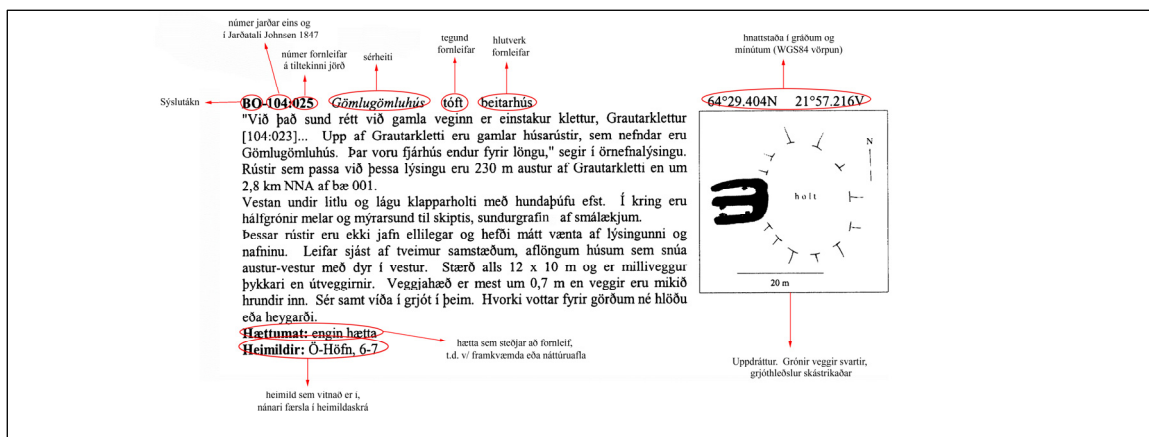 númer jarðar eins og
í Jarðatali Johnsen 1847
númer fornleifar
á tiltekinni jörð
sérheiti
tegund
fornleifar
hlutverk
fornleifar
hnattstaða í gráðum og
mínútum (WGS84 vörpun)
Sýslutákn
BO-104:025 Gömlugömluhús tóft beitarhús
64°29.404N 21°57.216V
"Við það sund rétt við gamla veginn er einstakur klettur, Grautarklettur
[104:023]... Upp af Grautarkletti eru gamlar húsarústir, sem nefndar eru
Gömlugömluhús. Þar voru fjárhús endur fyrir löngu," segir í örnefnalýsingu.
Rústir sem passa við þessa lýsingu eru 230 m austur af Grautarkletti en um
2,8 km NNA af bæ 001.
Vestan undir litlu og lágu klapparholti með hundaþúfu efst. Í kring eru
hálfgrónir melar og mýrarsund til skiptis, sundurgrafin af smálækjum.
Þessar rústir eru ekki jafn ellilegar og hefði mátt vænta af lýsingunni og
nafninu. Leifar sjást af tveimur samstæðum, aflöngum húsum sem snúa
austur-vestur með dyr í vestur. Stærð alls 12 x 10 m og er milliveggur
þykkari en útveggirnir. Veggjahæð er mest um 0,7 m en veggir eru mikið
hrundir inn. Sér samt víða í grjót í þeim. Hvorki vottar fyrir görðum né hlöðu
eða heygarði.
Hættumat: engin hætta
Heimildir: Ö-Höfn, 6-7
N
holt
20 m
hætta sem steðjar að fornleif,
t.d. v/ framkvæmda eða náttúruafla
Uppdráttur. Grónir veggir svartir,
grjóthleðslur skástrikaðar
heimild sem vitnað er í,
nánari færsla í heimildaskrá